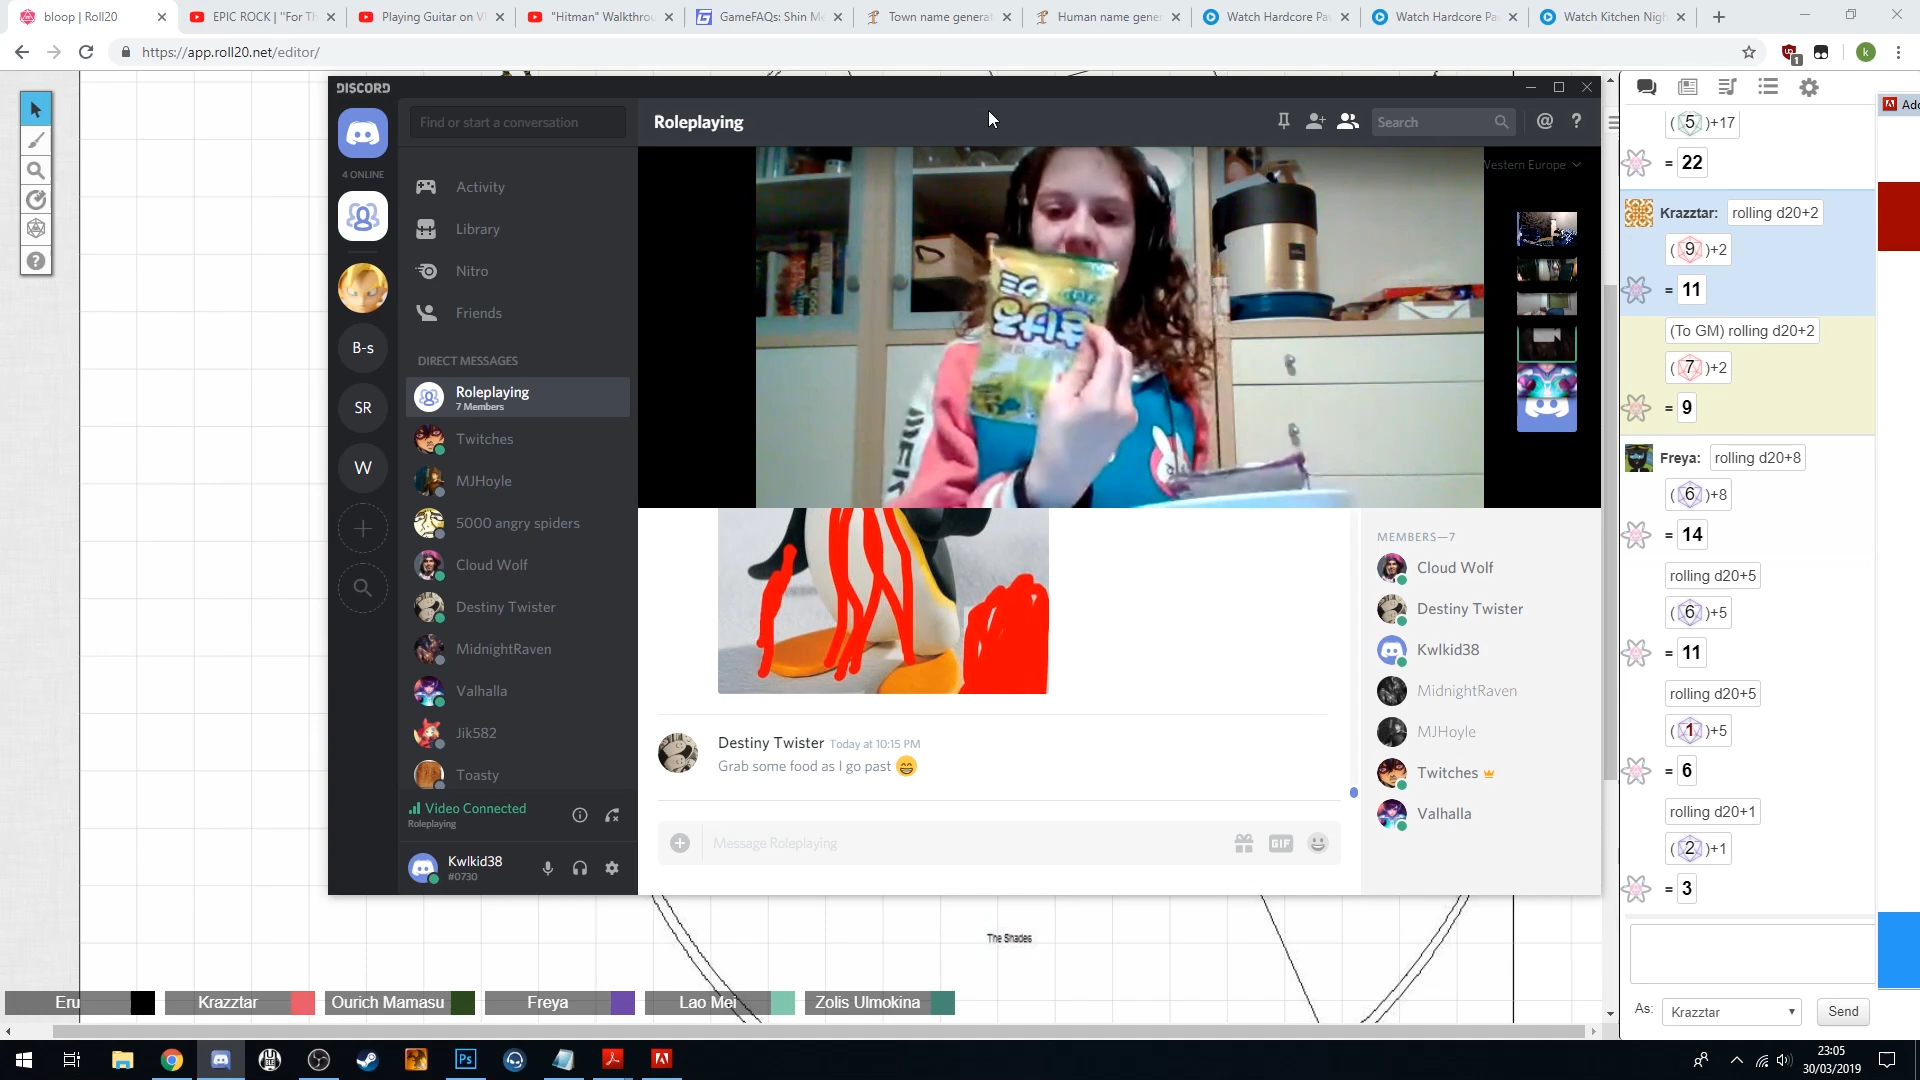 bloop | Roll20
EPIC ROCK | "For Th
Playing Guitar on V
"Hitman" Walkthrou
GameFAQs: Shin M
Town name genera
Human name gene
Watch Hardcore Pa
Watch Hardcore Pa
Watch Kitchen Nigh
https://app.roll20.net/editor/
1
k
DISCORD
Find or start a conversation
Roleplaying
Search
4 ONLINE
B-s
SR
W
Activity
Library
Nitro
Friends
DIRECT MESSAGES
Roleplaying
7 Members
Twitches
MJHoyle
5000 angry spiders
Cloud Wolf
Destiny Twister
MidnightRaven
Valhalla
Jik582
Toasty
Video Connected
Roleplaying
Kwlkid38
#0730
Western Europe
Destiny Twister Today at 10:15 PM
Grab some food as I go past
Message Roleplaying
GIF
MEMBERS—7
Cloud Wolf
Destiny Twister
Kwlkid38
MidnightRaven
MJHoyle
Twitches
Valhalla
(5)+17
= 22
Krazztar: rolling d20+2
(9)+2
= 11
(To GM) rolling d20+2
(7)+2
= 9
Freya: rolling d20+8
(6)+8
= 14
rolling d20+5
(6)+5
= 11
rolling d20+5
(1)+5
= 6
rolling d20+1
(2)+1
= 3
As: Krazztar
Send
Ado
The Shades
Eru
Krazztar
Ourich Mamasu
Freya
Lao Mei
Zolis Ulmokina
Ps
23:05
30/03/2019